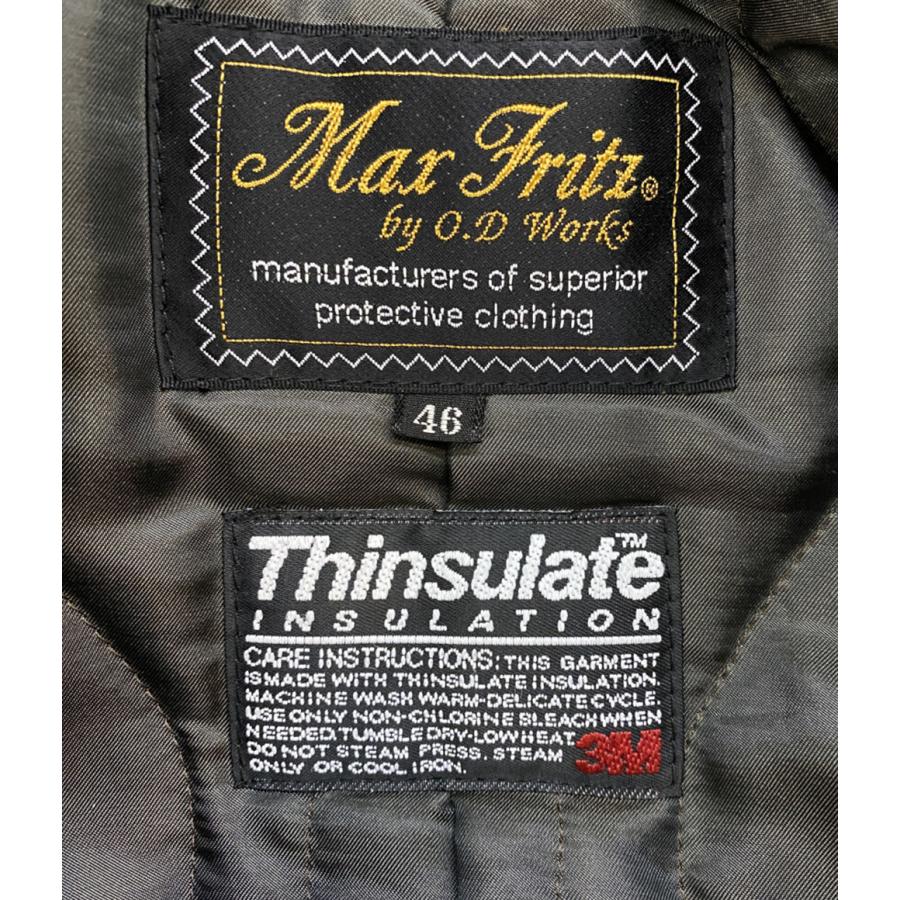 Max Fritz®
by O.D Works
manufacturers of superior
protective clothing
46
Thinsulate™
INSULATION
CARE INSTRUCTIONS: THIS GARMENT
IS MADE WITH THINSULATE INSULATION.
MACHINE WASH WARM-DELICATE CYCLE.
USE ONLY NON-CHLORINE BLEACH WHEN
NEEDED. TUMBLE DRY-LOW HEAT.
DO NOT STEAM PRESS. STEAM
ONLY OR COOL IRON.
3M